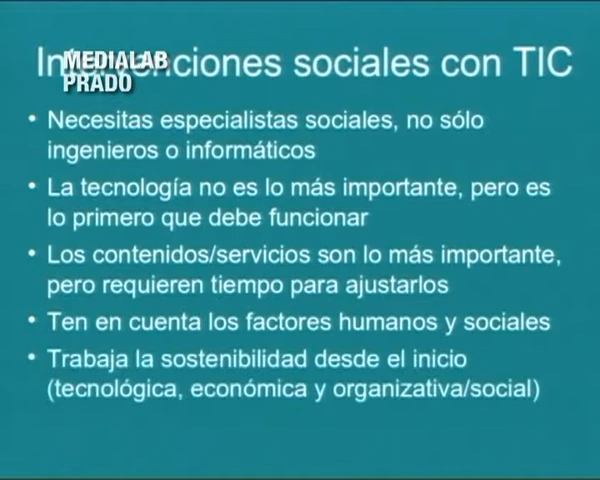 MEDIALAB
PRADO
Intervenciones sociales con TIC
• Necesitas especialistas sociales, no sólo
ingenieros o informáticos
• La tecnología no es lo más importante, pero es
lo primero que debe funcionar
• Los contenidos/servicios son lo más importante,
pero requieren tiempo para ajustarlos
• Ten en cuenta los factores humanos y sociales
• Trabaja la sostenibilidad desde el inicio
(tecnológica, económica y organizativa/social)